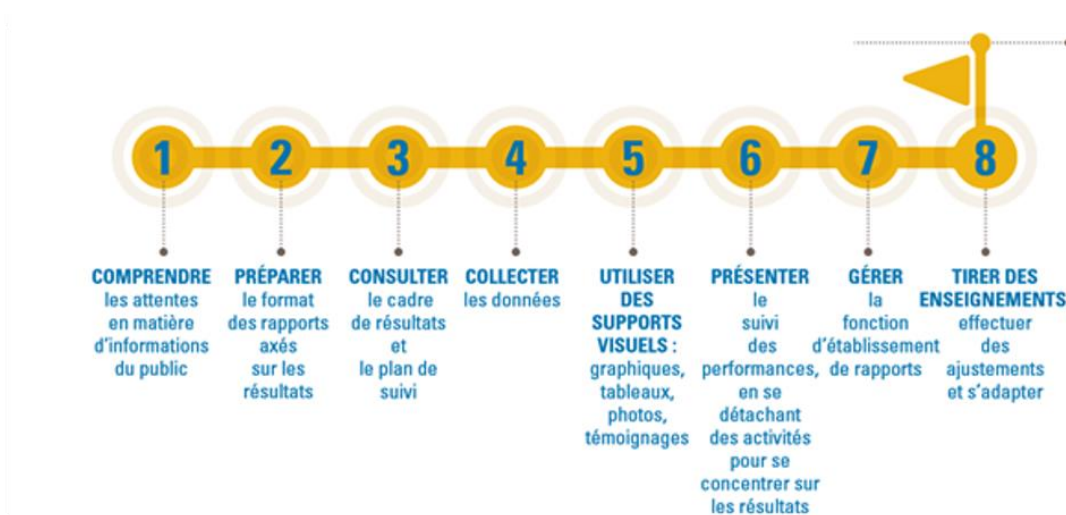 1
2
3
4
5
6
7
8
COMPRENDRE
les attentes
en matière
d'informations
du public
PRÉPARER
le format
des rapports
axés
sur les
résultats
CONSULTER
le cadre
de résultats
et
le plan de
suivi
COLLECTER
les données
UTILISER
DES
SUPPORTS
VISUELS :
graphiques,
tableaux,
photos,
témoignages
PRÉSENTER
le
suivi
des
performances,
en se
détachant
des activités
pour se
concentrer sur
les résultats
GÉRER
la
fonction
d'établissement
de rapports
TIRER DES
ENSEIGNEMENTS
effectuer
des
ajustements
et s'adapter